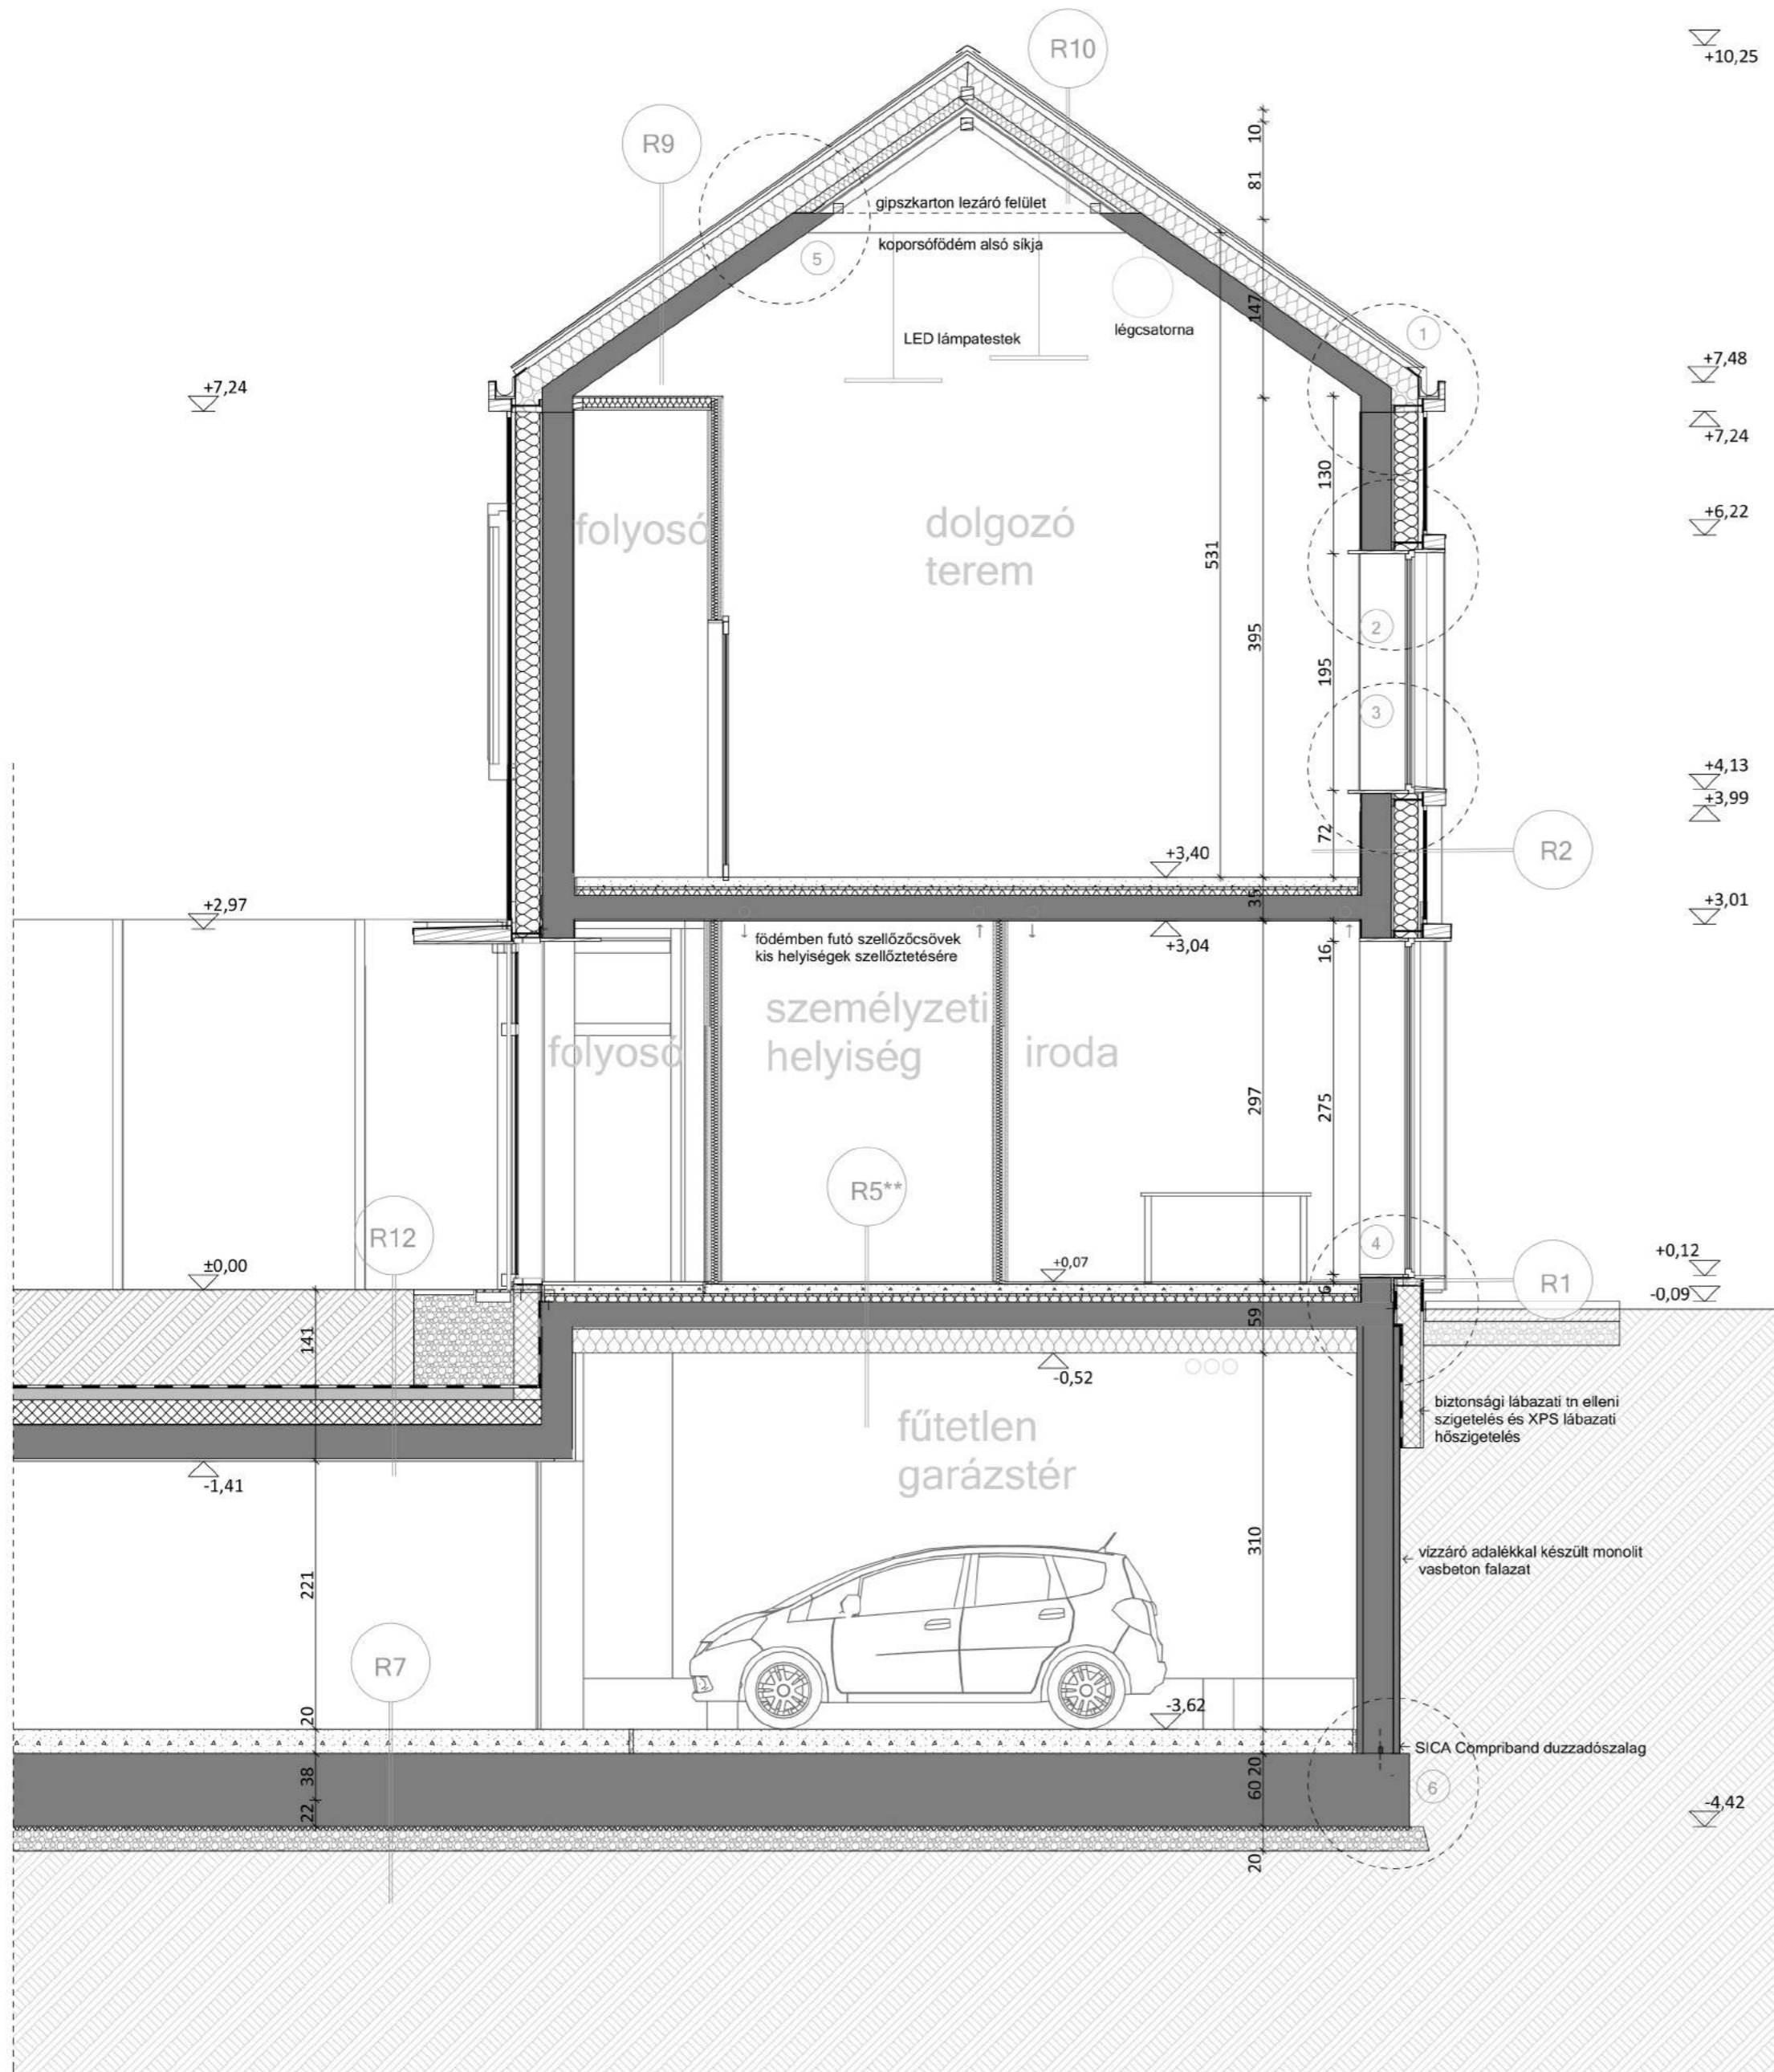 R10
+10,25
R9
10
81
gipszkarton lezáró felület
koporsófödém alsó síkja
5
147
légcsatorna
LED lámpatestek
1
+7,24
+7,48
+7,24
130
folyosó
dolgozó
terem
+6,22
531
2
395
195
3
+4,13
+3,99
72
R2
+3,40
35
+2,97
+3,01
födémben futó szellőzőcsövek
kis helyiségek szellőztetésére
+3,04
16
személyzeti
helyiség
folyosó
iroda
297
275
R5**
R12
4
±0,00
+0,07
+0,12
-0,09
R1
6
59
141
-0,52
biztonsági lábazati tn elleni
szigetelés és XPS lábazati
hőszigetelés
fűtetlen
garázstér
-1,41
310
vízzáró adalékkal készült monolit
vasbeton falazat
221
R7
20
-3,62
SICA Compriband duzzadószalag
38
20
60
6
22
-4,42
20